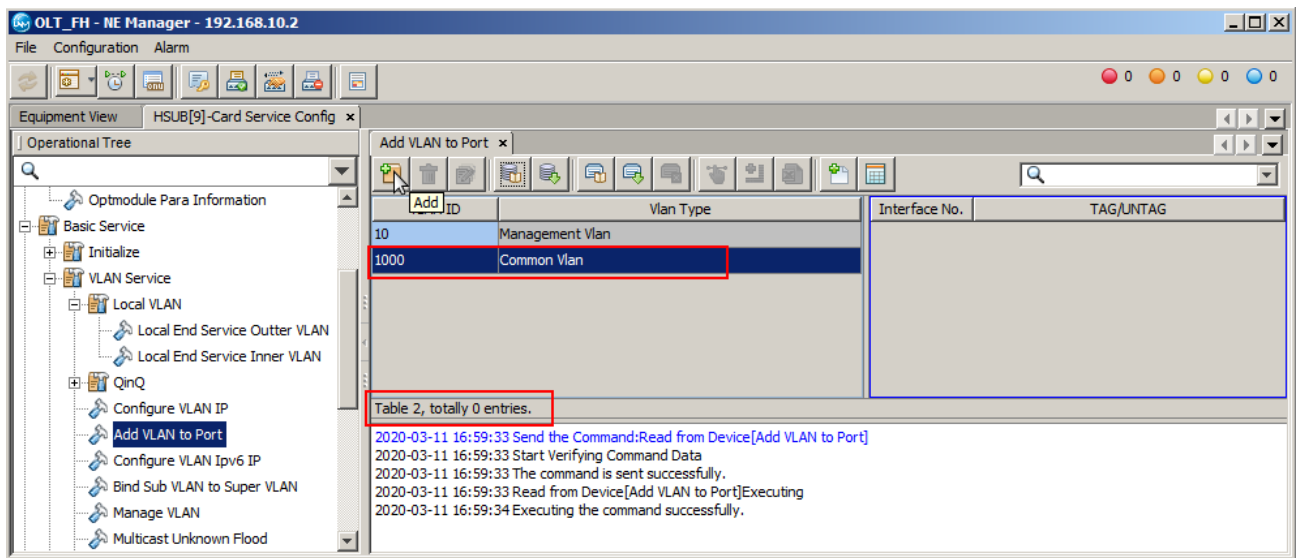 OLT_FH - NE Manager - 192.168.10.2
File Configuration Alarm
0 0 0 0
Equipment View HSUB[9]-Card Service Config
Operational Tree
Add VLAN to Port
Optmodule Para Information
Basic Service
Initialize
VLAN Service
Local VLAN
Local End Service Outter VLAN
Local End Service Inner VLAN
QinQ
Configure VLAN IP
Add VLAN to Port
Configure VLAN Ipv6 IP
Bind Sub VLAN to Super VLAN
Manage VLAN
Multicast Unknown Flood
Add
ID Vlan Type Interface No. TAG/UNTAG
10 Management Vlan
1000 Common Vlan
Table 2, totally 0 entries.
2020-03-11 16:59:33 Send the Command:Read from Device[Add VLAN to Port]
2020-03-11 16:59:33 Start Verifying Command Data
2020-03-11 16:59:33 The command is sent successfully.
2020-03-11 16:59:33 Read from Device[Add VLAN to Port]Executing
2020-03-11 16:59:34 Executing the command successfully.